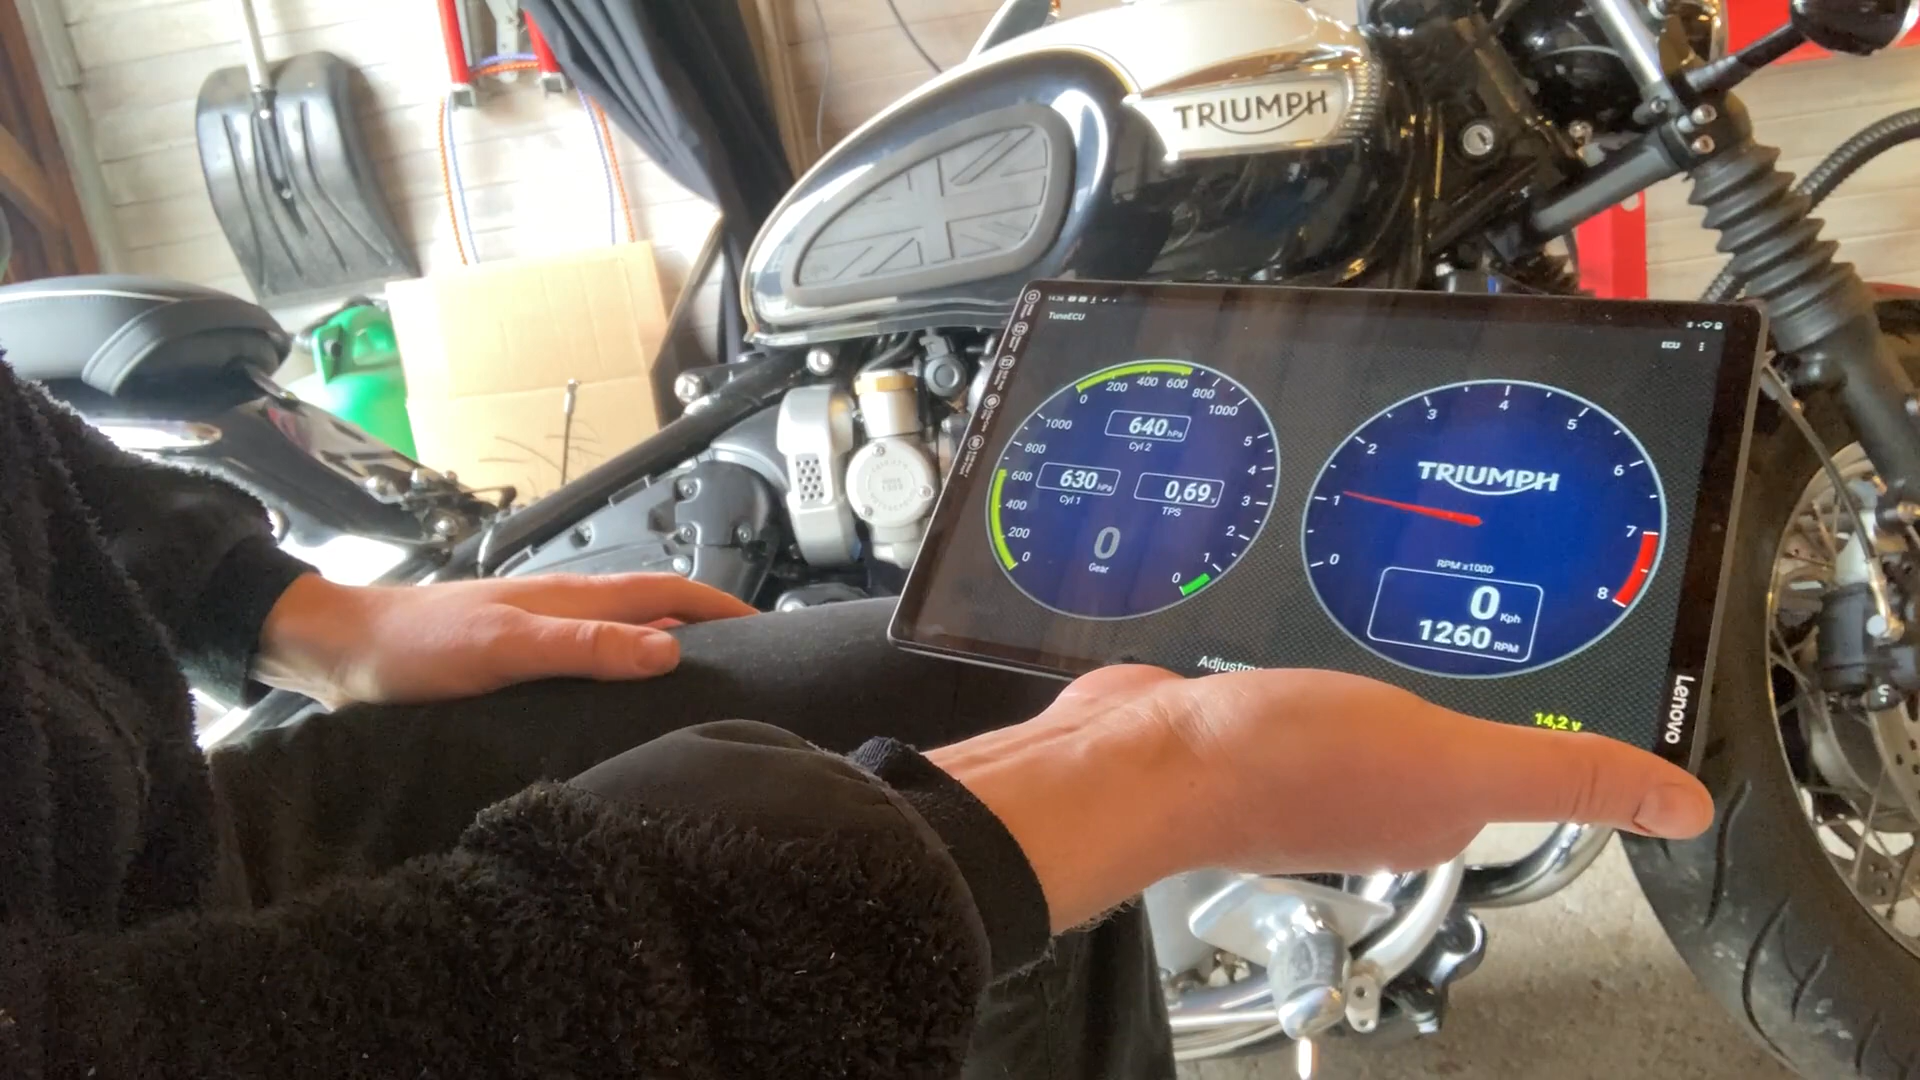 TRIUMPH
14:34
TuneECU
ECU
0 200 400 600 800 1000
640 hPa
Cyl 2
0 200 400 600 800 1000
630 hPa
Cyl 1
0,69 v
TPS
0
Gear
0 1 2 3 4 5
0 1 2 3 4 5 6 7 8
TRIUMPH
RPM x1000
0 Kph
1260 RPM
14,2 v
Lenovo